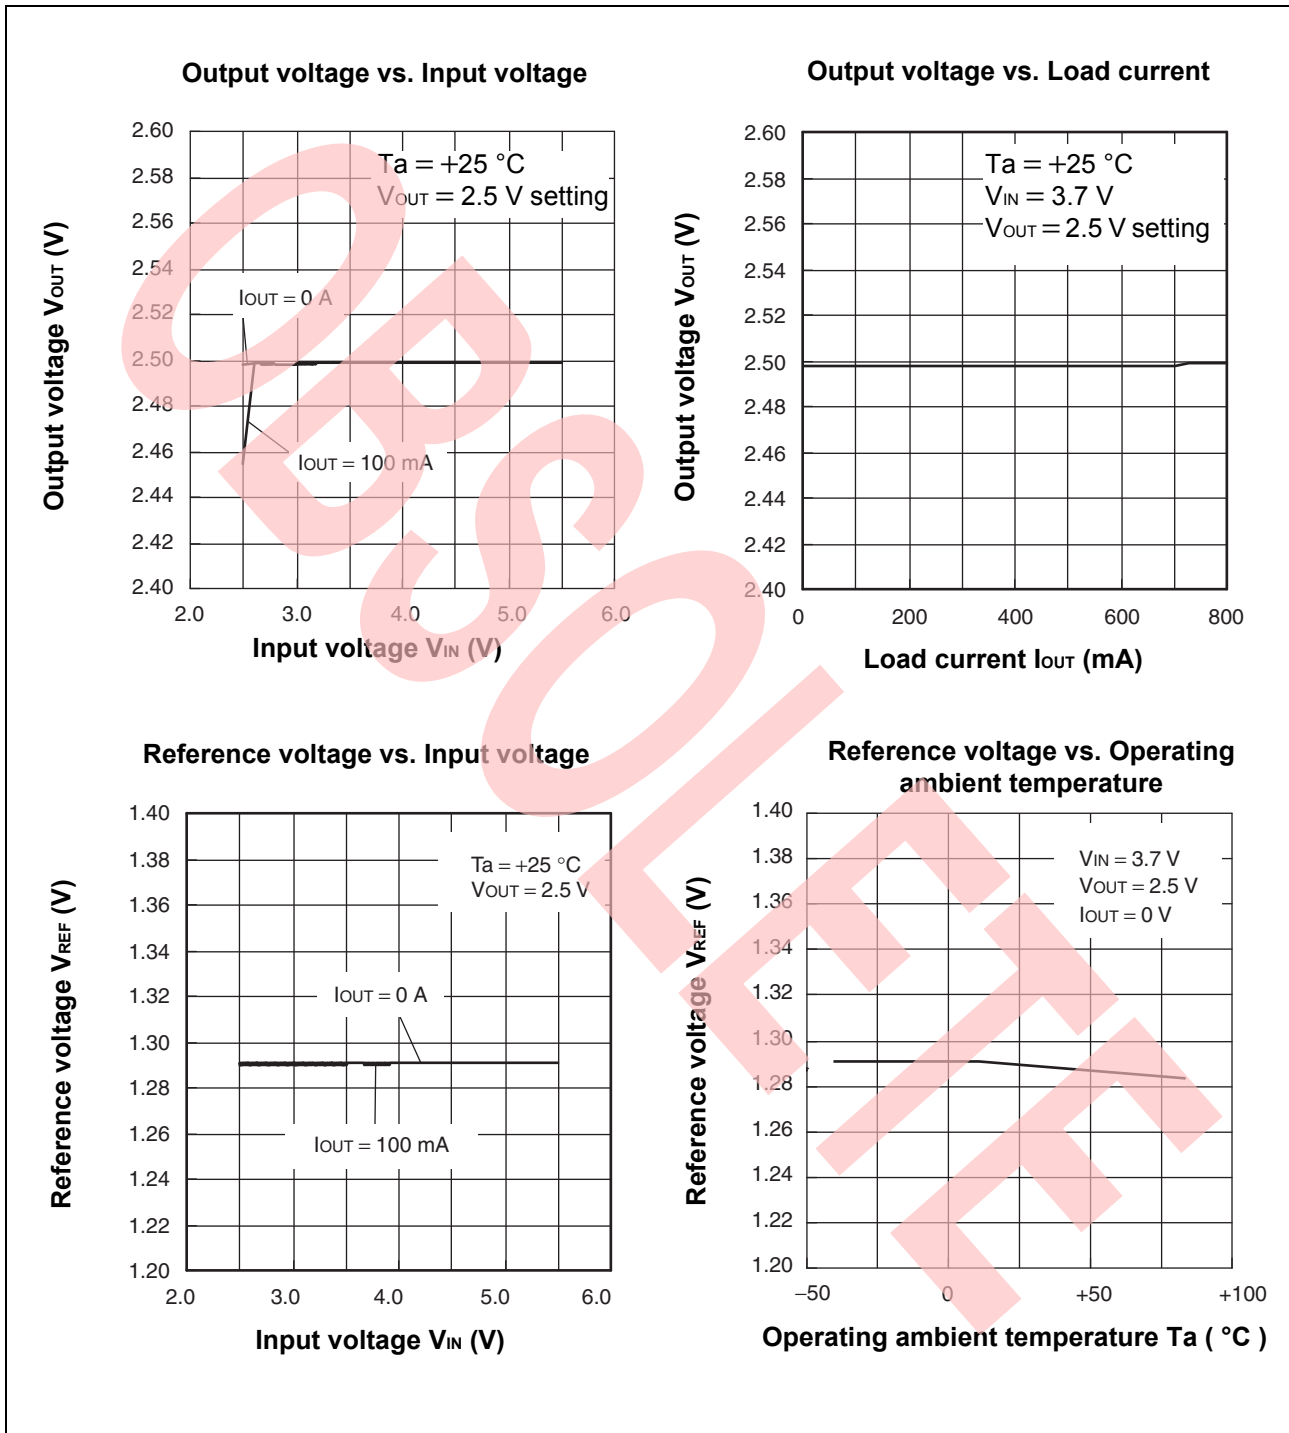 Output voltage vs. Input voltage
Output voltage VOUT (V)
2.60
2.58
2.56
2.54
2.52
2.50
2.48
2.46
2.44
2.42
2.40
Ta = +25 °C
VOUT = 2.5 V setting
IOUT = 0 A
IOUT = 100 mA
2.0 3.0 4.0 5.0 6.0
Input voltage VIN (V)
Output voltage vs. Load current
Output voltage VOUT (V)
2.60
2.58
2.56
2.54
2.52
2.50
2.48
2.46
2.44
2.42
2.40
Ta = +25 °C
VIN = 3.7 V
VOUT = 2.5 V setting
0 200 400 600 800
Load current IOUT (mA)
Reference voltage vs. Input voltage
Reference voltage VREF (V)
1.40
1.38
1.36
1.34
1.32
1.30
1.28
1.26
1.24
1.22
1.20
Ta = +25 °C
VOUT = 2.5 V
IOUT = 0 A
IOUT = 100 mA
2.0 3.0 4.0 5.0 6.0
Input voltage VIN (V)
Reference voltage vs. Operating
ambient temperature
Reference voltage VREF (V)
1.40
1.38
1.36
1.34
1.32
1.30
1.28
1.26
1.24
1.22
1.20
VIN = 3.7 V
VOUT = 2.5 V
IOUT = 0 V
−50 0 +50 +100
Operating ambient temperature Ta ( °C )
OBSOLETE